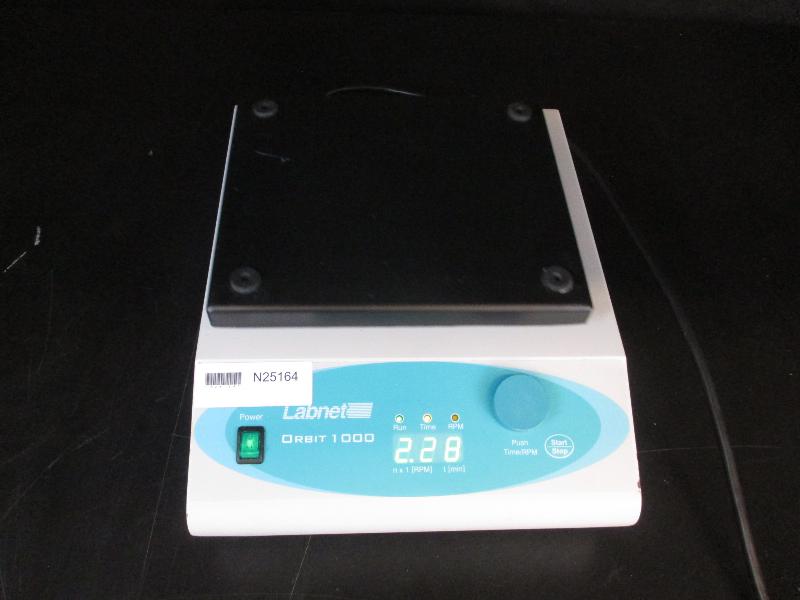 N25164
Labnet
Power
ORBIT 1000
Run Time RPM
2.28
n x 1 [RPM] t [min]
Push
Time/RPM
Start
Stop